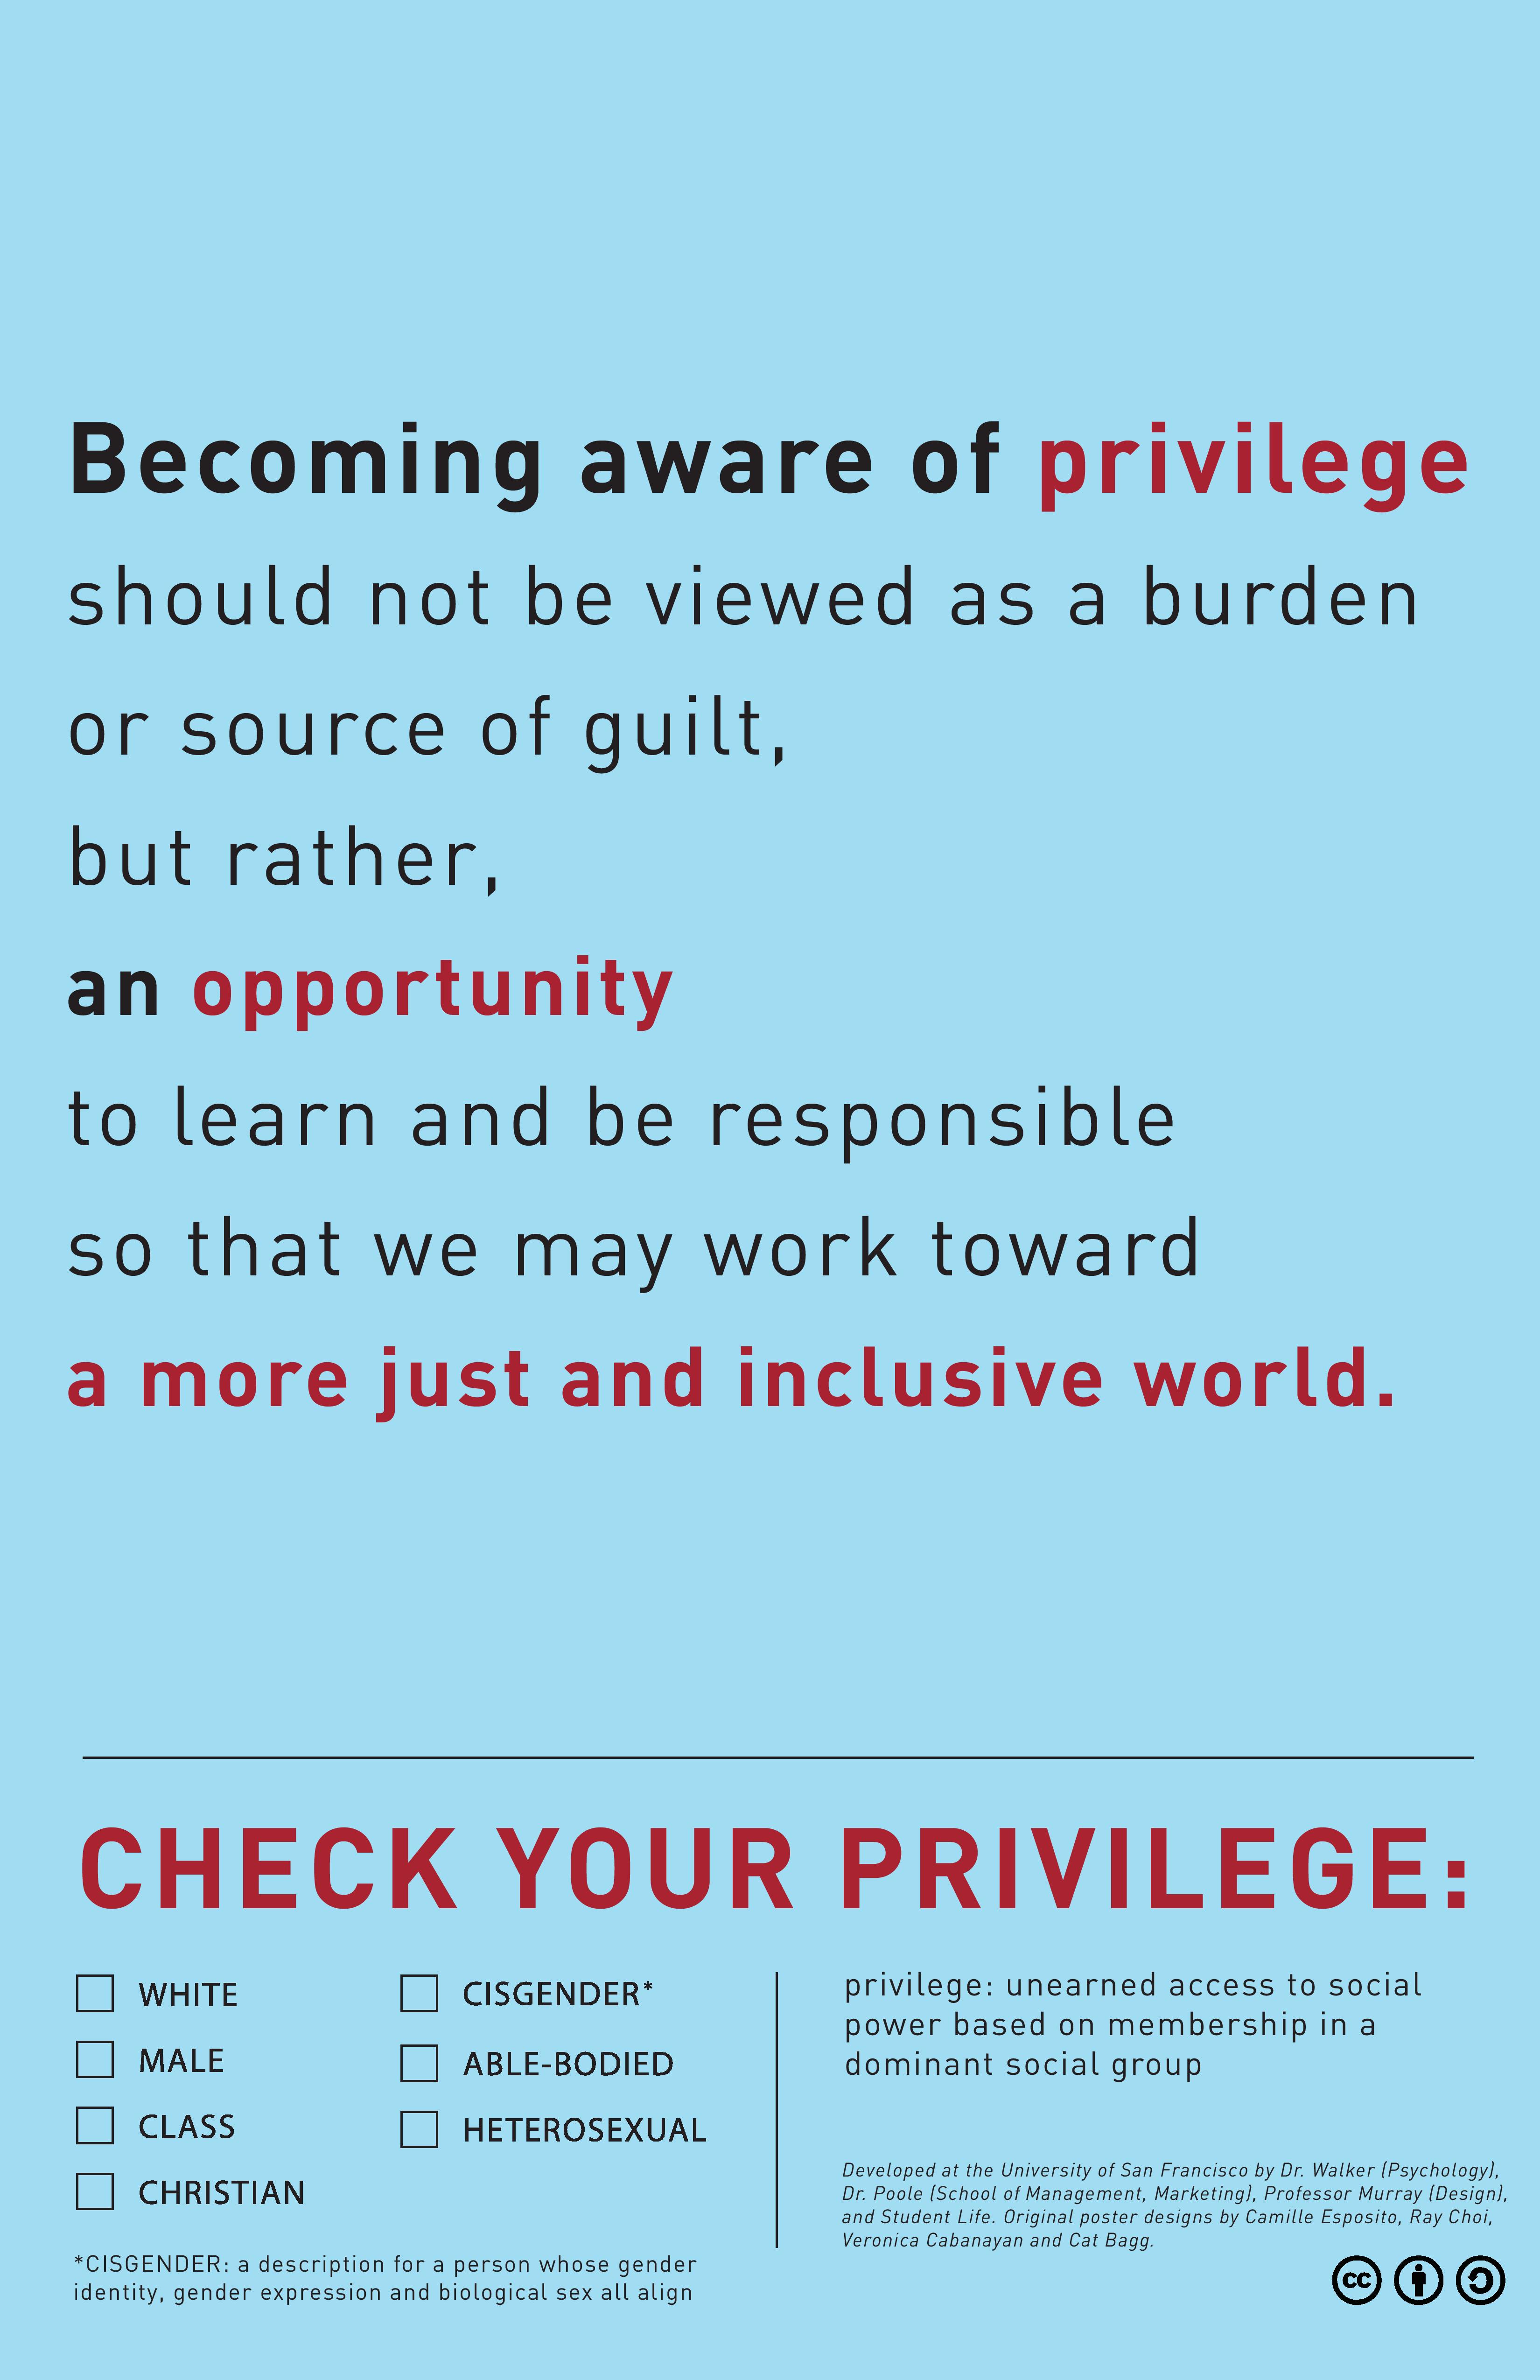 Becoming aware of privilege
should not be viewed as a burden
or source of guilt,
but rather,
an opportunity
to learn and be responsible
so that we may work toward
a more just and inclusive world.
CHECK YOUR PRIVILEGE:
WHITE
MALE
CLASS
CHRISTIAN
CISGENDER*
ABLE-BODIED
HETEROSEXUAL
*CISGENDER: a description for a person whose gender
identity, gender expression and biological sex all align
privilege: unearned access to social
power based on membership in a
dominant social group
Developed at the University of San Francisco by Dr. Walker (Psychology),
Dr. Poole (School of Management, Marketing), Professor Murray (Design),
and Student Life. Original poster designs by Camille Esposito, Ray Choi,
Veronica Cabanayan and Cat Bagg.
cc